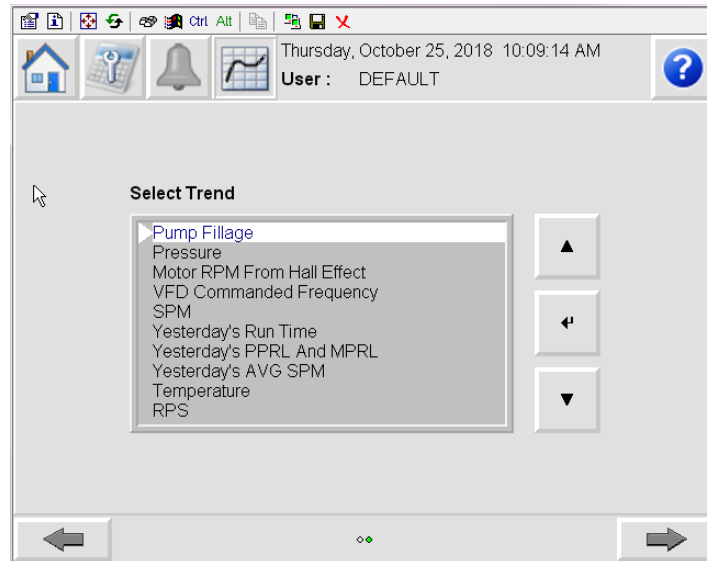 Ctrl Alt
Thursday, October 25, 2018 10:09:14 AM
User : DEFAULT
?
Select Trend
Pump Fillage
Pressure
Motor RPM From Hall Effect
VFD Commanded Frequency
SPM
Yesterday's Run Time
Yesterday's PPRL And MPRL
Yesterday's AVG SPM
Temperature
RPS